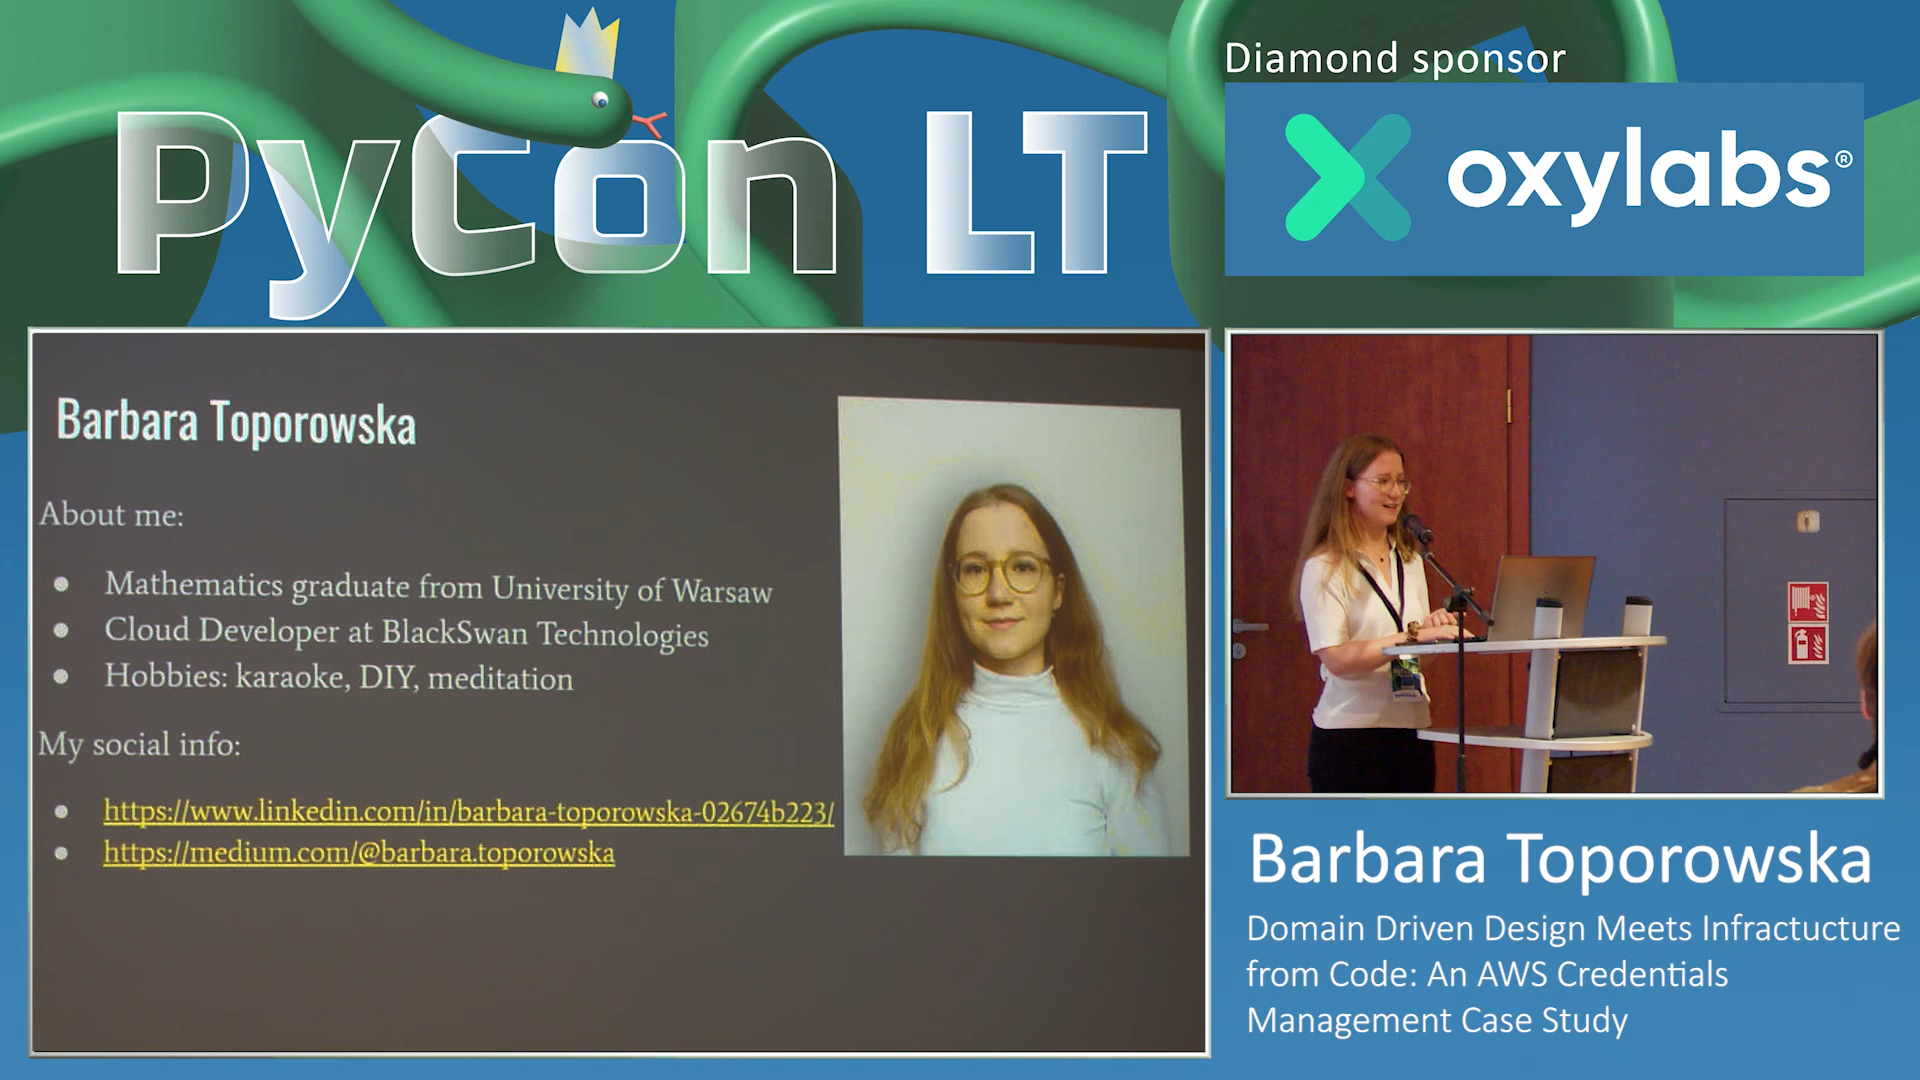 PyCon LT
Diamond sponsor
oxylabs®
Barbara Toporowska
About me:
● Mathematics graduate from University of Warsaw
● Cloud Developer at BlackSwan Technologies
● Hobbies: karaoke, DIY, meditation
My social info:
● https://www.linkedin.com/in/barbara-toporowska-02674b223/
● https://medium.com/@barbara.toporowska
Barbara Toporowska
Domain Driven Design Meets Infractucture
from Code: An AWS Credentials
Management Case Study